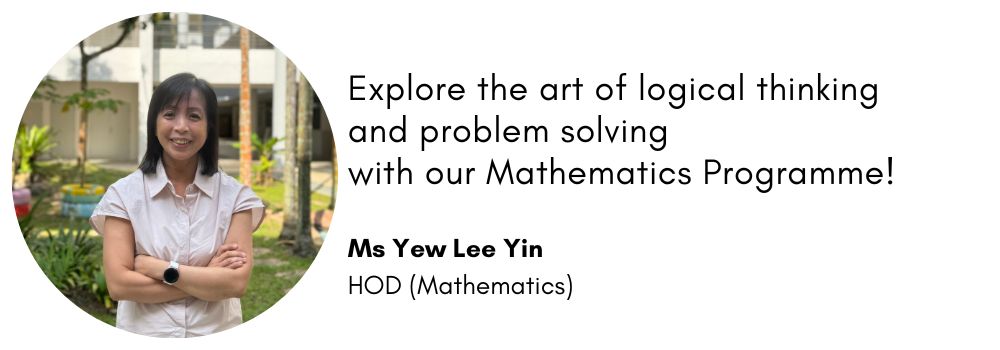 Explore the art of logical thinking
and problem solving
with our Mathematics Programme!
Ms Yew Lee Yin
HOD (Mathematics)